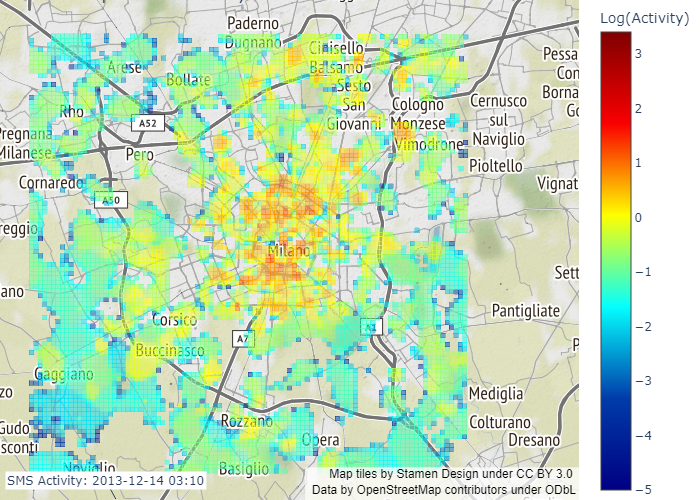 Paderno
Dugnano
Log(Activity)
Cinisello
Balsamo
Pessa
Arese
Bollate
Sesto
San
Giovanni
Con
Borna
Go
Rho
A52
Cologno
Monzese
Cernusco
sul
Naviglio
Pregnana
Milanese
Pero
Vimodrone
Pioltello
Cornaredo
Vignat
A50
reggio
Milano
Sett
ano
Corsico
A1
Pantigliate
A7
Buccinasco
P
Gaggiano
zo
Mediglia
Gudo
sconti
Rozzano
Opera
Colturano
Dresano
Noviglio
Basiglio
SMS Activity: 2013-12-14 03:10
Map tiles by Stamen Design under CC BY 3.0
Data by OpenStreetMap contributors under ODbL
3
2
1
0
−1
−2
−3
−4
−5